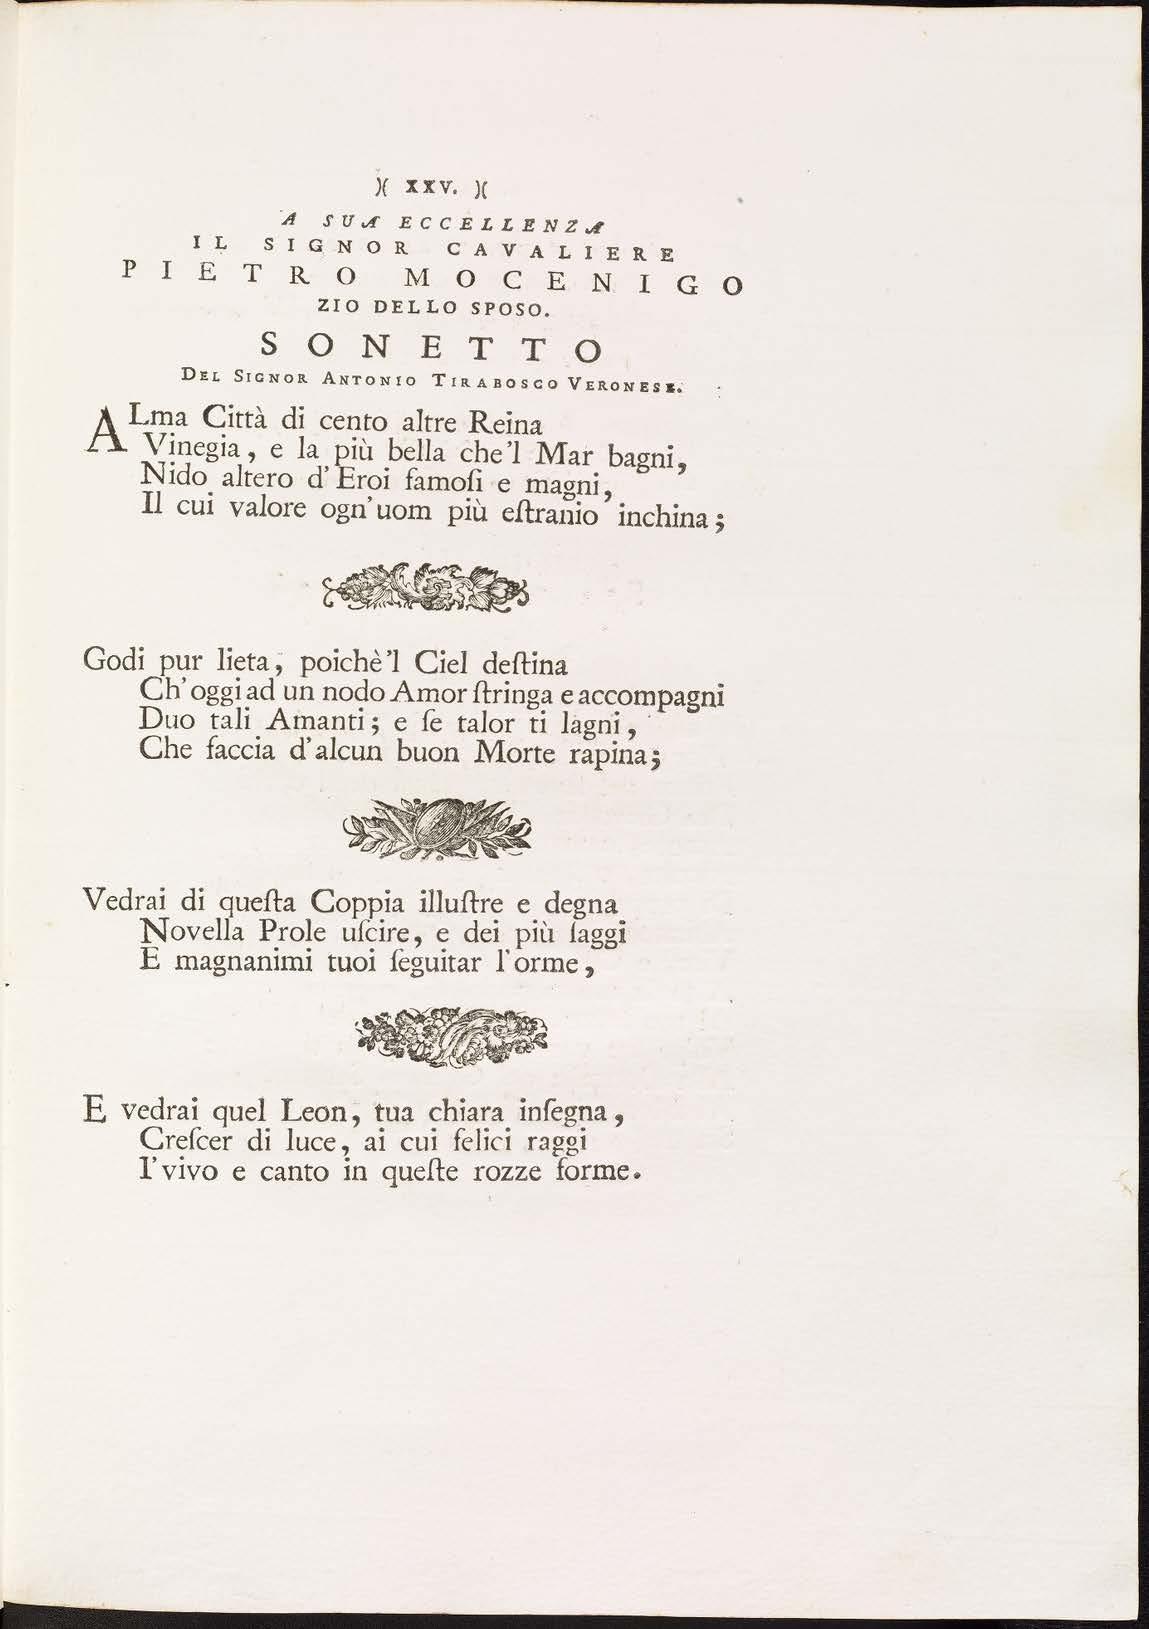 )( XXV. )(
A SUA ECCELLENZA
IL SIGNOR CAVALIERE
PIETRO MOCENIGO
ZIO DELLO SPOSO.
SONETTO
DEL SIGNOR ANTONIO TIRABOSCO VERONESE.
ALma Città di cento altre Reina
Vinegia, e la più bella che'l Mar bagni,
Nido altero d'Eroi famoſi e magni,
Il cui valore ogn'uom più eſtranio inchina;
Godi pur lieta, poichè'l Ciel deſtina
Ch'oggi ad un nodo Amor ſtringa e accompagni
Duo tali Amanti; e ſe talor ti lagni,
Che faccia d'alcun buon Morte rapina;
Vedrai di queſta Coppia illuſtre e degna
Novella Prole uſcire, e dei più ſaggi
E magnanimi tuoi ſeguitar l'orme,
E vedrai quel Leon, tua chiara inſegna,
Creſcer di luce, ai cui felici raggi
I'vivo e canto in queſte rozze forme.